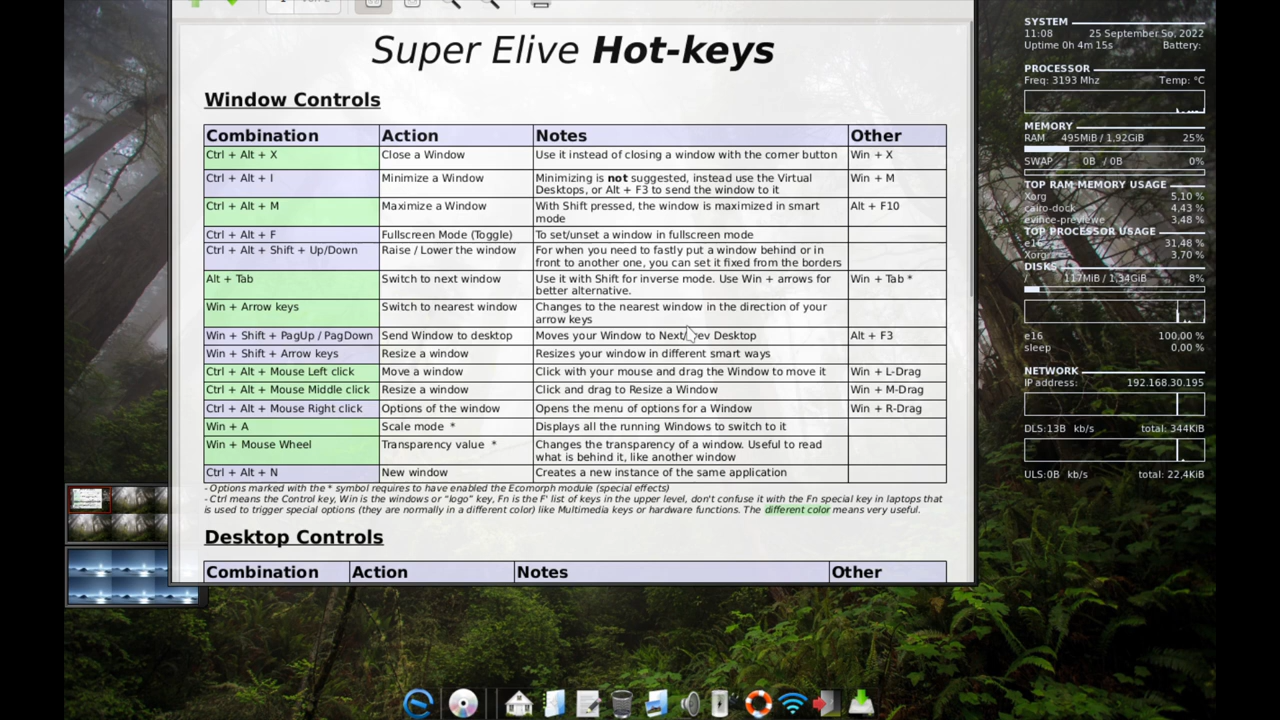 Super Elive Hot-keys
Window Controls
Combination Action Notes Other
Ctrl + Alt + X Close a Window Use it instead of closing a window with the corner button Win + X
Ctrl + Alt + I Minimize a Window Minimizing is not suggested, instead use the Virtual Win + M
Desktops, or Alt + F3 to send the window to it
Ctrl + Alt + M Maximize a Window With Shift pressed, the window is maximized in smart Alt + F10
mode
Ctrl + Alt + F Fullscreen Mode (Toggle) To set/unset a window in fullscreen mode
Ctrl + Alt + Shift + Up/Down Raise / Lower the window For when you need to fastly put a window behind or in
front to another one, you can set it fixed from the borders
Alt + Tab Switch to next window Use it with Shift for inverse mode. Use Win + arrows for Win + Tab *
better alternative.
Win + Arrow keys Switch to nearest window Changes to the nearest window in the direction of your
arrow keys
Win + Shift + PagUp / PagDown Send Window to desktop Moves your Window to Next/Prev Desktop Alt + F3
Win + Shift + Arrow keys Resize a window Resizes your window in different smart ways
Ctrl + Alt + Mouse Left click Move a window Click with your mouse and drag the Window to move it Win + L-Drag
Ctrl + Alt + Mouse Middle click Resize a window Click and drag to Resize a Window Win + M-Drag
Ctrl + Alt + Mouse Right click Options of the window Opens the menu of options for a Window Win + R-Drag
Win + A Scale mode * Displays all the running Windows to switch to it
Win + Mouse Wheel Transparency value * Changes the transparency of a window. Useful to read
what is behind it, like another window
Ctrl + Alt + N New window Creates a new instance of the same application
- Options marked with the * symbol requires to have enabled the Ecomorph module (special effects)
- Ctrl means the Control key, Win is the windows or "logo" key, Fn is the F' list of keys in the upper level, don't confuse it with the Fn special key in laptops that
is used to trigger special options (they are normally in a different color) like Multimedia keys or hardware functions. The different color means very useful.
Desktop Controls
Combination Action Notes Other
SYSTEM
11:08 25 September So, 2022
Uptime 0h 4m 15s Battery:
PROCESSOR
Freq: 3193 Mhz Temp: °C
MEMORY
RAM 495MiB / 1,92GiB 25%
SWAP 0B / 0B 0%
TOP RAM MEMORY USAGE
Xorg 5,10 %
cairo-dock 4,43 %
evince-previewe 3,48 %
TOP PROCESSOR USAGE
e16 31,48 %
Xorg 3,70 %
DISKS
/ 117MiB / 1,34GiB 8%
e16 100,00 %
sleep 0,00 %
NETWORK
IP address: 192.168.30.195
DLS:13B kb/s total: 344KiB
ULS:0B kb/s total: 22,4KiB